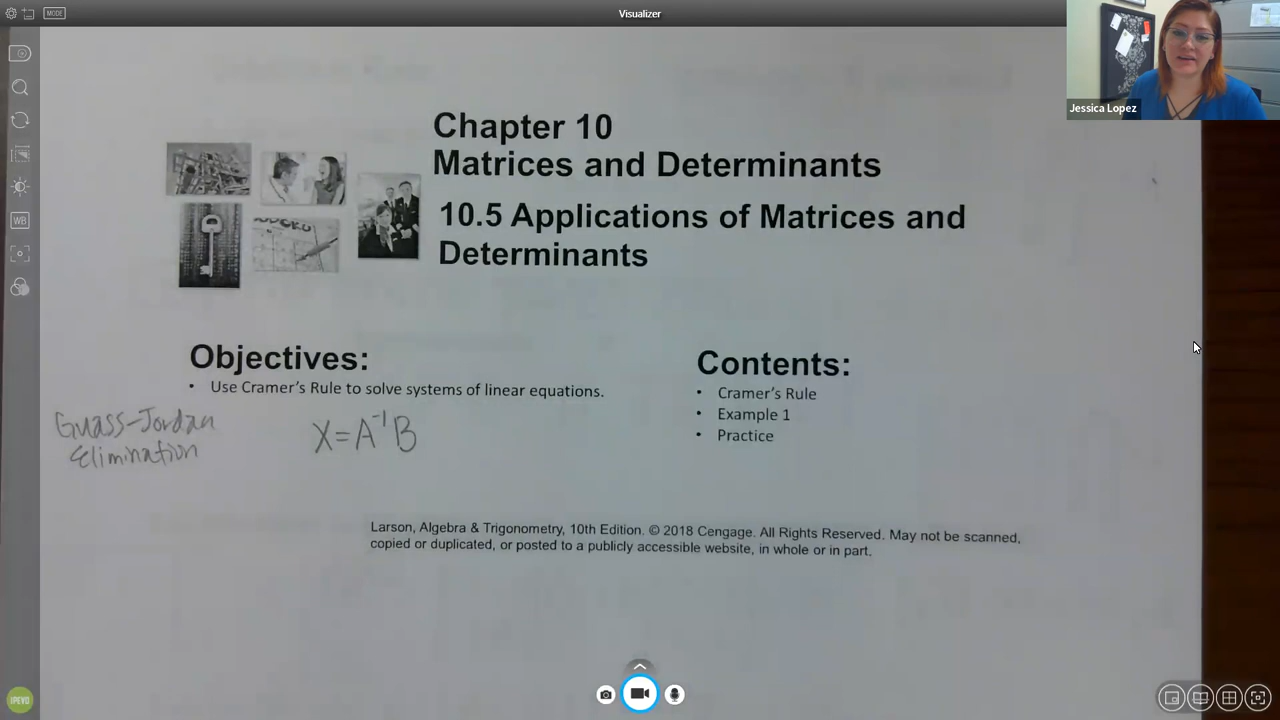 MODE
Visualizer
Jessica Lopez
WB
Chapter 10
Matrices and Determinants
10.5 Applications of Matrices and
Determinants
Objectives:
• Use Cramer's Rule to solve systems of linear equations.
Guass-Jordan
Elimination
X=A⁻¹B
Contents:
• Cramer's Rule
• Example 1
• Practice
Larson, Algebra & Trigonometry, 10th Edition. © 2018 Cengage. All Rights Reserved. May not be scanned,
copied or duplicated, or posted to a publicly accessible website, in whole or in part.
IPEVO